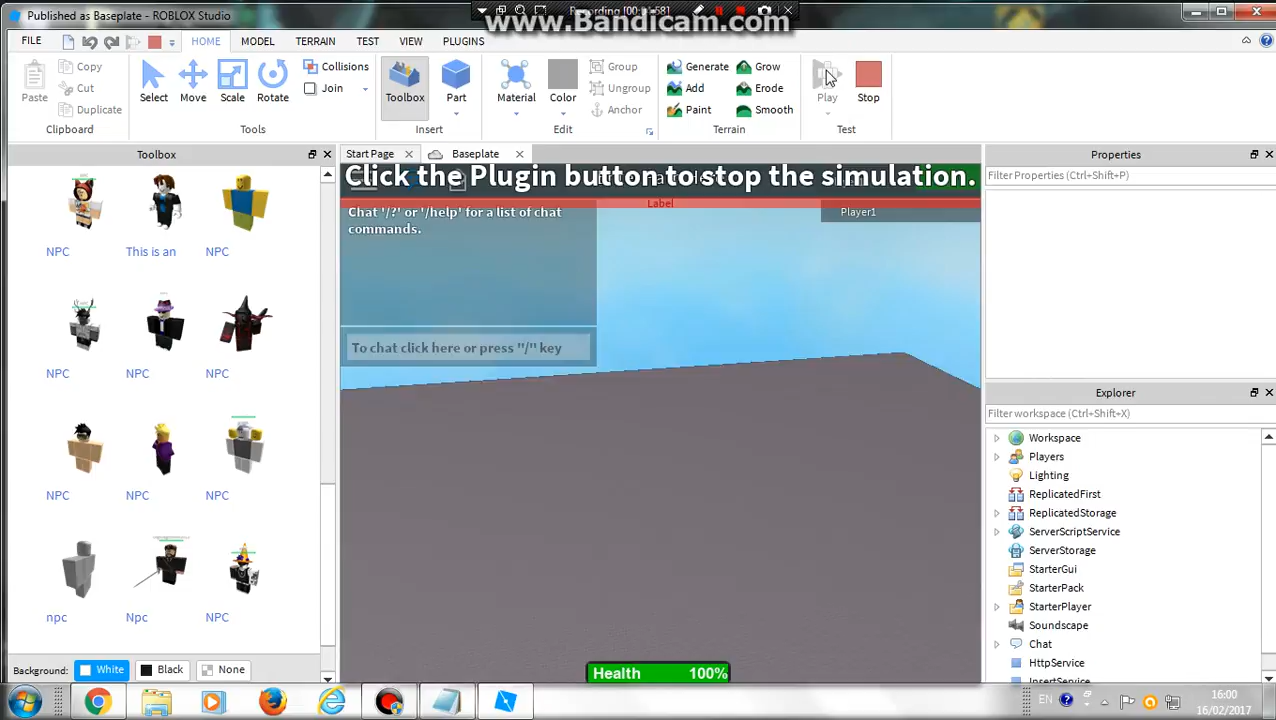 Published as Baseplate - ROBLOX Studio
www.Bandicam.com
FILE HOME MODEL TERRAIN TEST VIEW PLUGINS
Paste Copy Cut Duplicate
Select Move Scale Rotate Collisions Join
Toolbox Part
Material Color Group Ungroup Anchor
Generate Grow Add Erode Paint Smooth
Play Stop
Clipboard Tools Insert Edit Terrain Test
Toolbox
Start Page Baseplate
Properties
Filter Properties (Ctrl+Shift+P)
Click the Plugin button to stop the simulation.
Label
Chat '/?' or '/help' for a list of chat
commands.
Player1
To chat click here or press "/" key
NPC This is an NPC
NPC NPC NPC
NPC NPC NPC
npc Npc NPC
Background: White Black None
Health 100%
Explorer
Filter workspace (Ctrl+Shift+X)
Workspace
Players
Lighting
ReplicatedFirst
ReplicatedStorage
ServerScriptService
ServerStorage
StarterGui
StarterPack
StarterPlayer
Soundscape
Chat
HttpService
InsertService
EN
16:00
16/02/2017